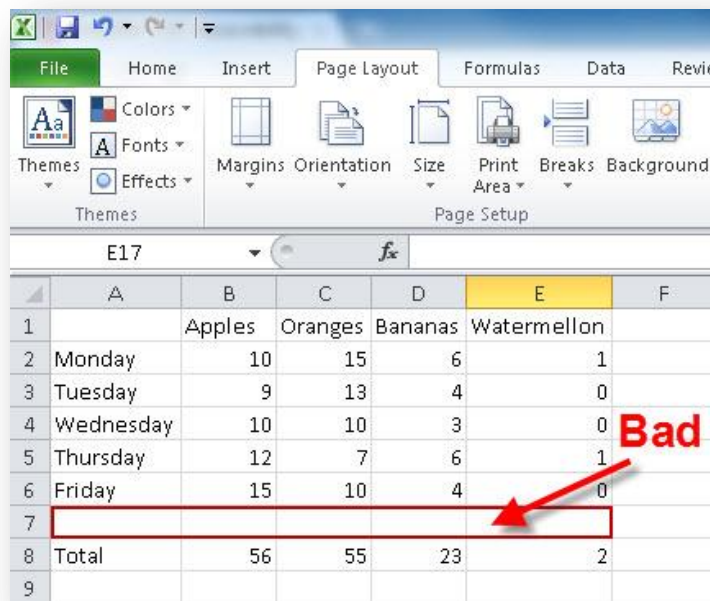 File Home Insert Page Layout Formulas Data Revie
Aa Colors
A Fonts
Effects
Themes Margins Orientation Size Print Area Breaks Background
Themes Page Setup
E17 fx
A B C D E F
1 Apples Oranges Bananas Watermellon
2 Monday 10 15 6 1
3 Tuesday 9 13 4 0
4 Wednesday 10 10 3 0
Bad
5 Thursday 12 7 6 1
6 Friday 15 10 4 0
7
8 Total 56 55 23 2
9